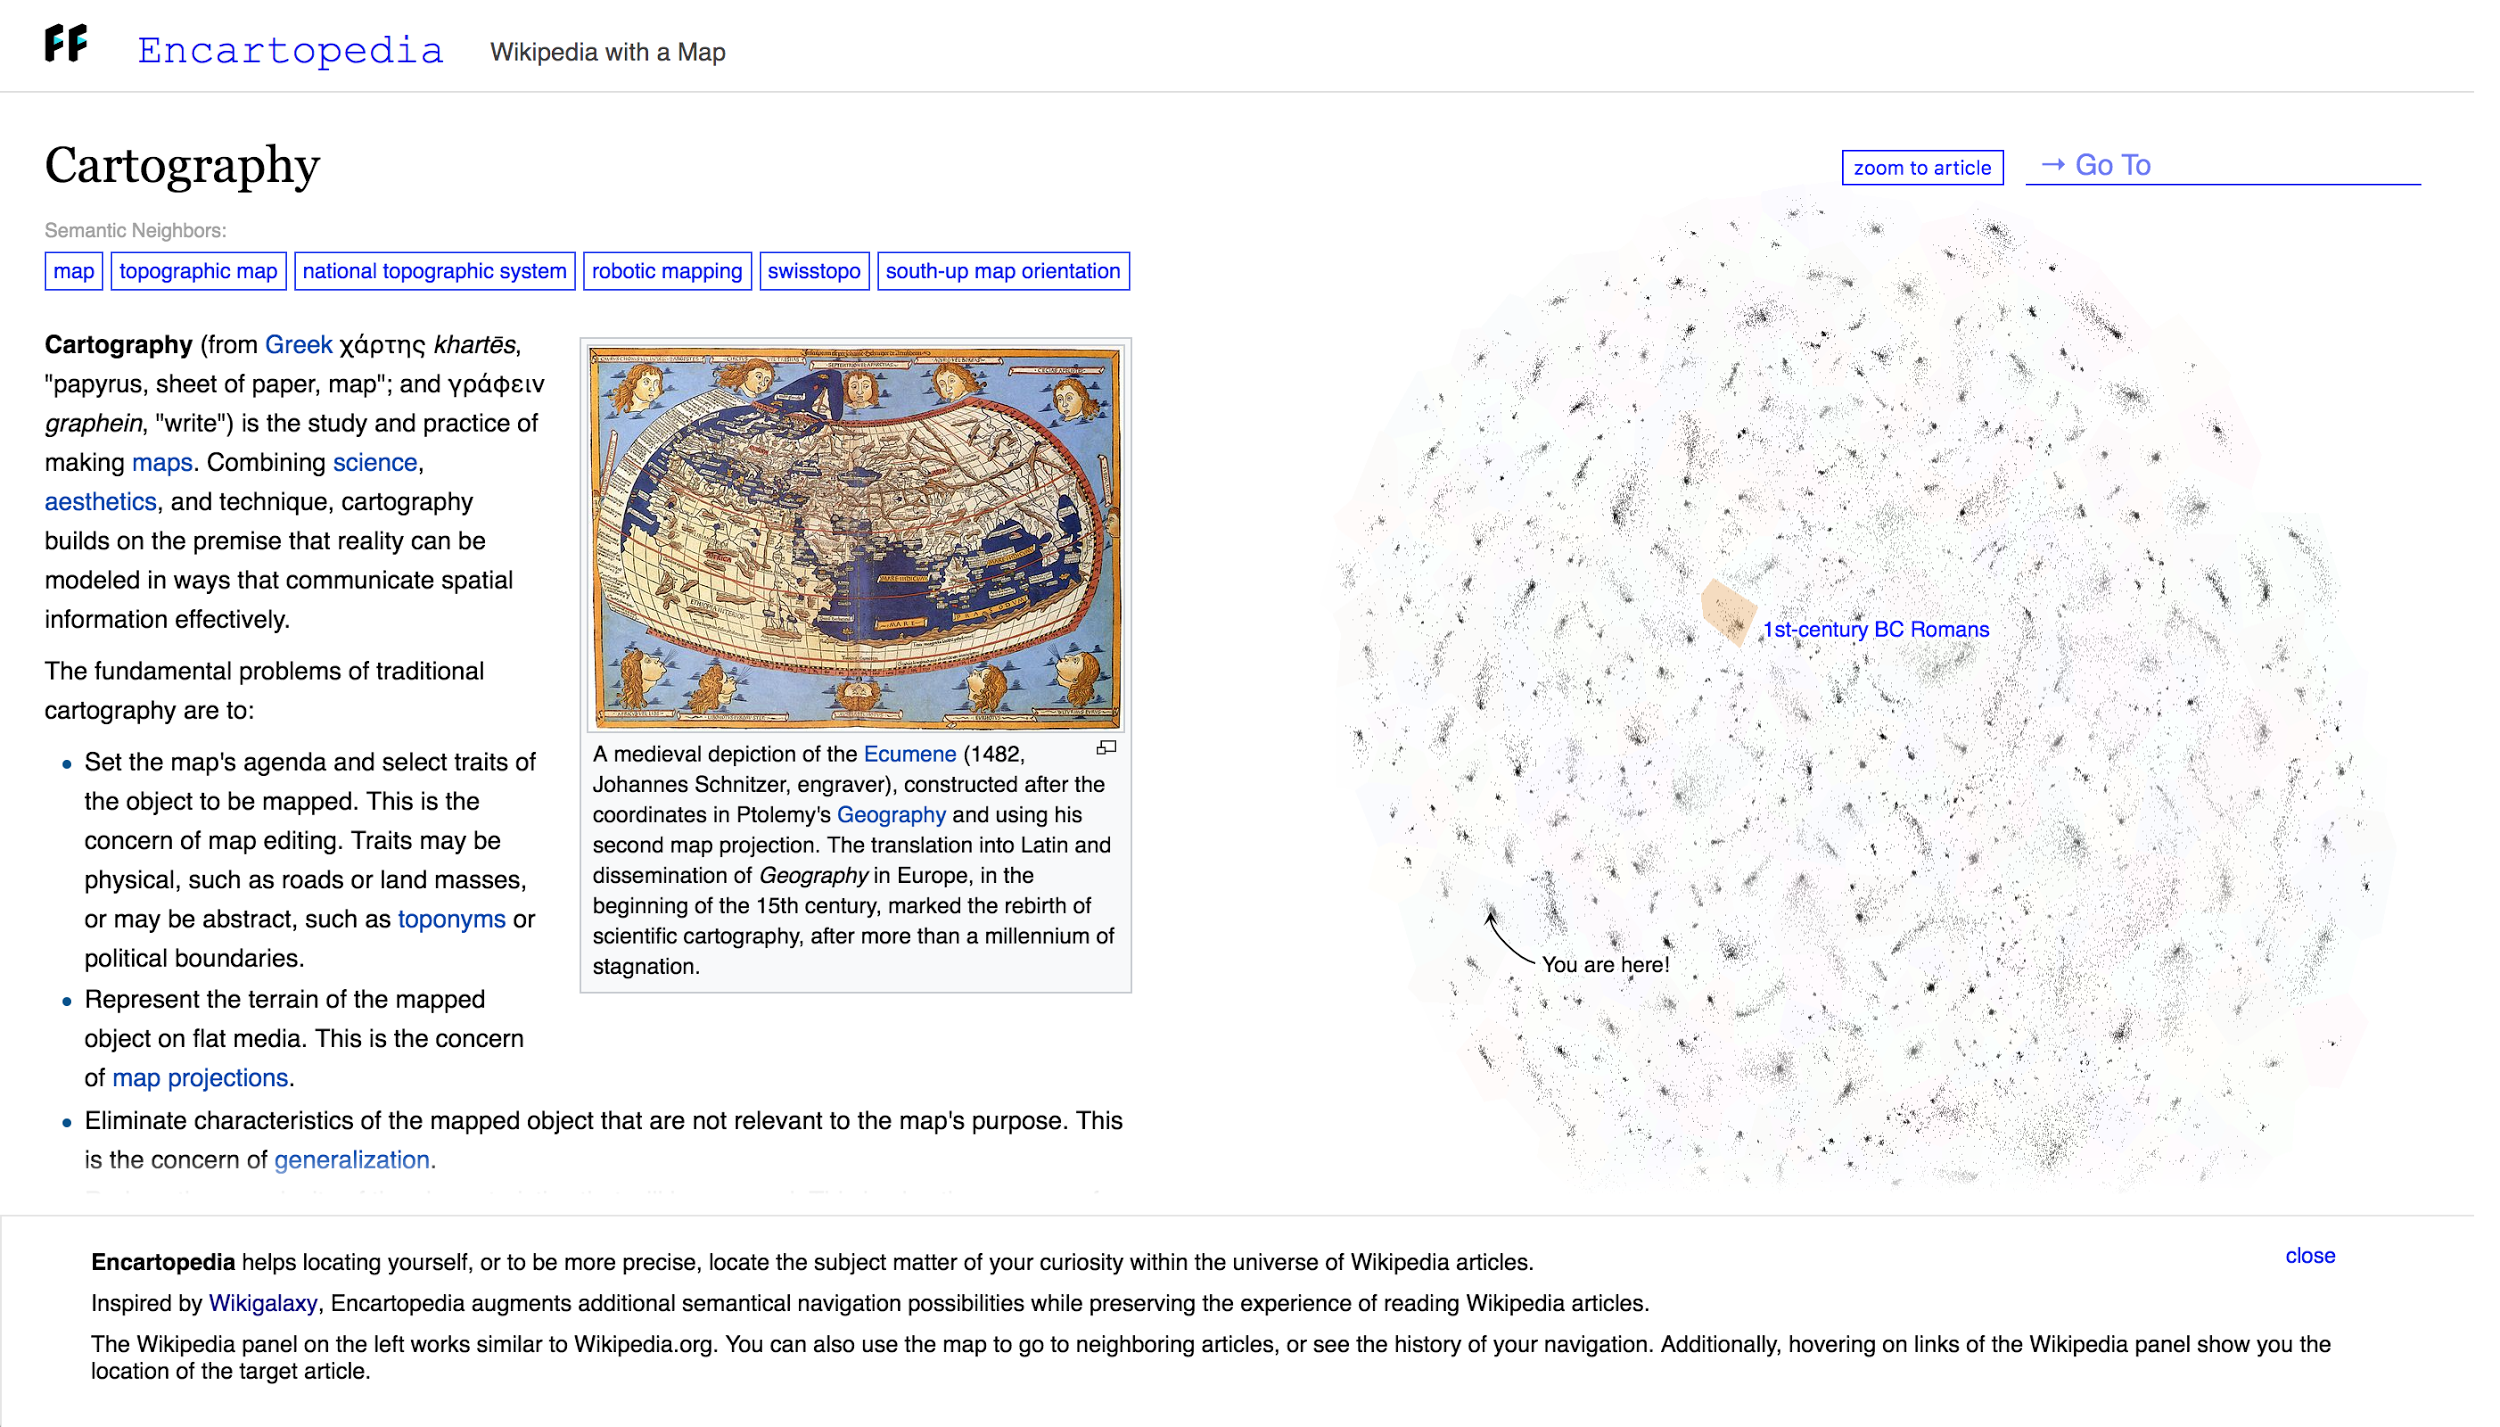 FF
Encartopedia
Wikipedia with a Map
Cartography
zoom to article
→ Go To
Semantic Neighbors:
map
topographic map
national topographic system
robotic mapping
swisstopo
south-up map orientation
Cartography (from Greek χάρτης khartēs,
"papyrus, sheet of paper, map"; and γράφειν
graphein, "write") is the study and practice of
making maps. Combining science,
aesthetics, and technique, cartography
builds on the premise that reality can be
modeled in ways that communicate spatial
information effectively.
The fundamental problems of traditional
cartography are to:
• Set the map's agenda and select traits of
the object to be mapped. This is the
concern of map editing. Traits may be
physical, such as roads or land masses,
or may be abstract, such as toponyms or
political boundaries.
• Represent the terrain of the mapped
object on flat media. This is the concern
of map projections.
• Eliminate characteristics of the mapped object that are not relevant to the map's purpose. This
is the concern of generalization.
A medieval depiction of the Ecumene (1482,
Johannes Schnitzer, engraver), constructed after the
coordinates in Ptolemy's Geography and using his
second map projection. The translation into Latin and
dissemination of Geography in Europe, in the
beginning of the 15th century, marked the rebirth of
scientific cartography, after more than a millennium of
stagnation.
1st-century BC Romans
You are here!
Encartopedia helps locating yourself, or to be more precise, locate the subject matter of your curiosity within the universe of Wikipedia articles.
close
Inspired by Wikigalaxy, Encartopedia augments additional semantical navigation possibilities while preserving the experience of reading Wikipedia articles.
The Wikipedia panel on the left works similar to Wikipedia.org. You can also use the map to go to neighboring articles, or see the history of your navigation. Additionally, hovering on links of the Wikipedia panel show you the
location of the target article.